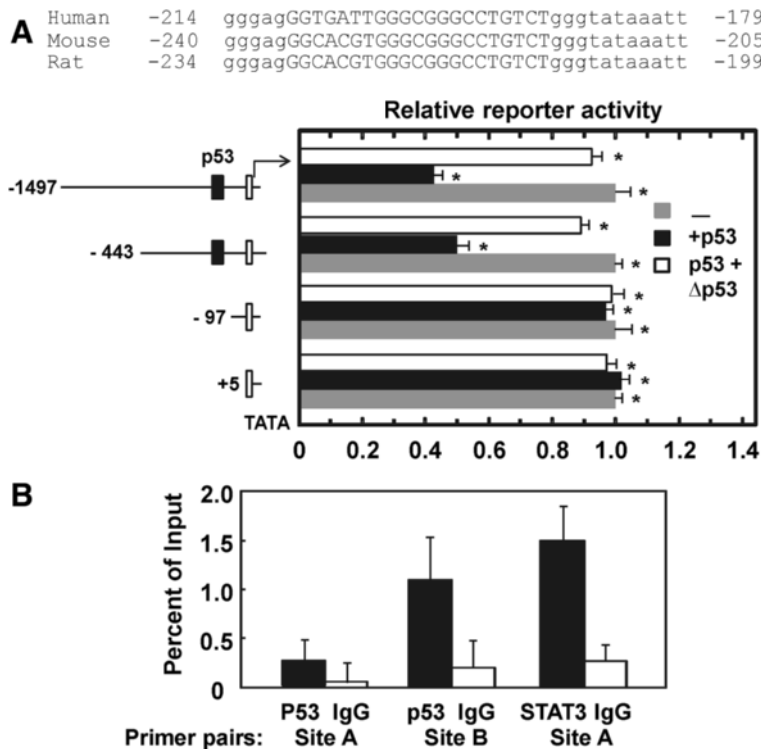 A
Human -214 gggagGGTGATTGGGCGGGCCTGTCTgggtataaatt -179
Mouse -240 gggagGGCACGTGGGCGGGCCTGTCTgggtataaatt -205
Rat -234 gggagGGCACGTGGGCGGGCCTGTCTgggtataaatt -199
Relative reporter activity
p53
-1497
*
*
*
- 443
*
*
*
- 97
*
*
*
+5
*
*
*
—
+p53
p53 +
Δp53
TATA
0 0.2 0.4 0.6 0.8 1.0 1.2 1.4
B
Percent of Input
2.0
1.5
1.0
0.5
0
P53 IgG p53 IgG STAT3 IgG
Primer pairs: Site A Site B Site A